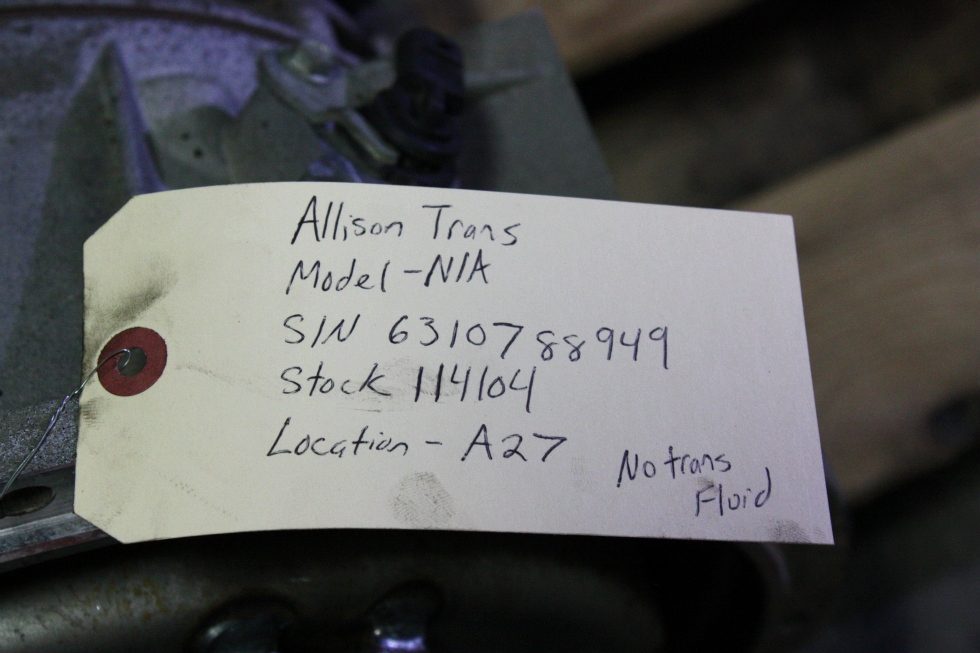 Allison Trans
Model - N/A
S/N 6310788949
Stock 114104
Location - A27
No trans
Fluid